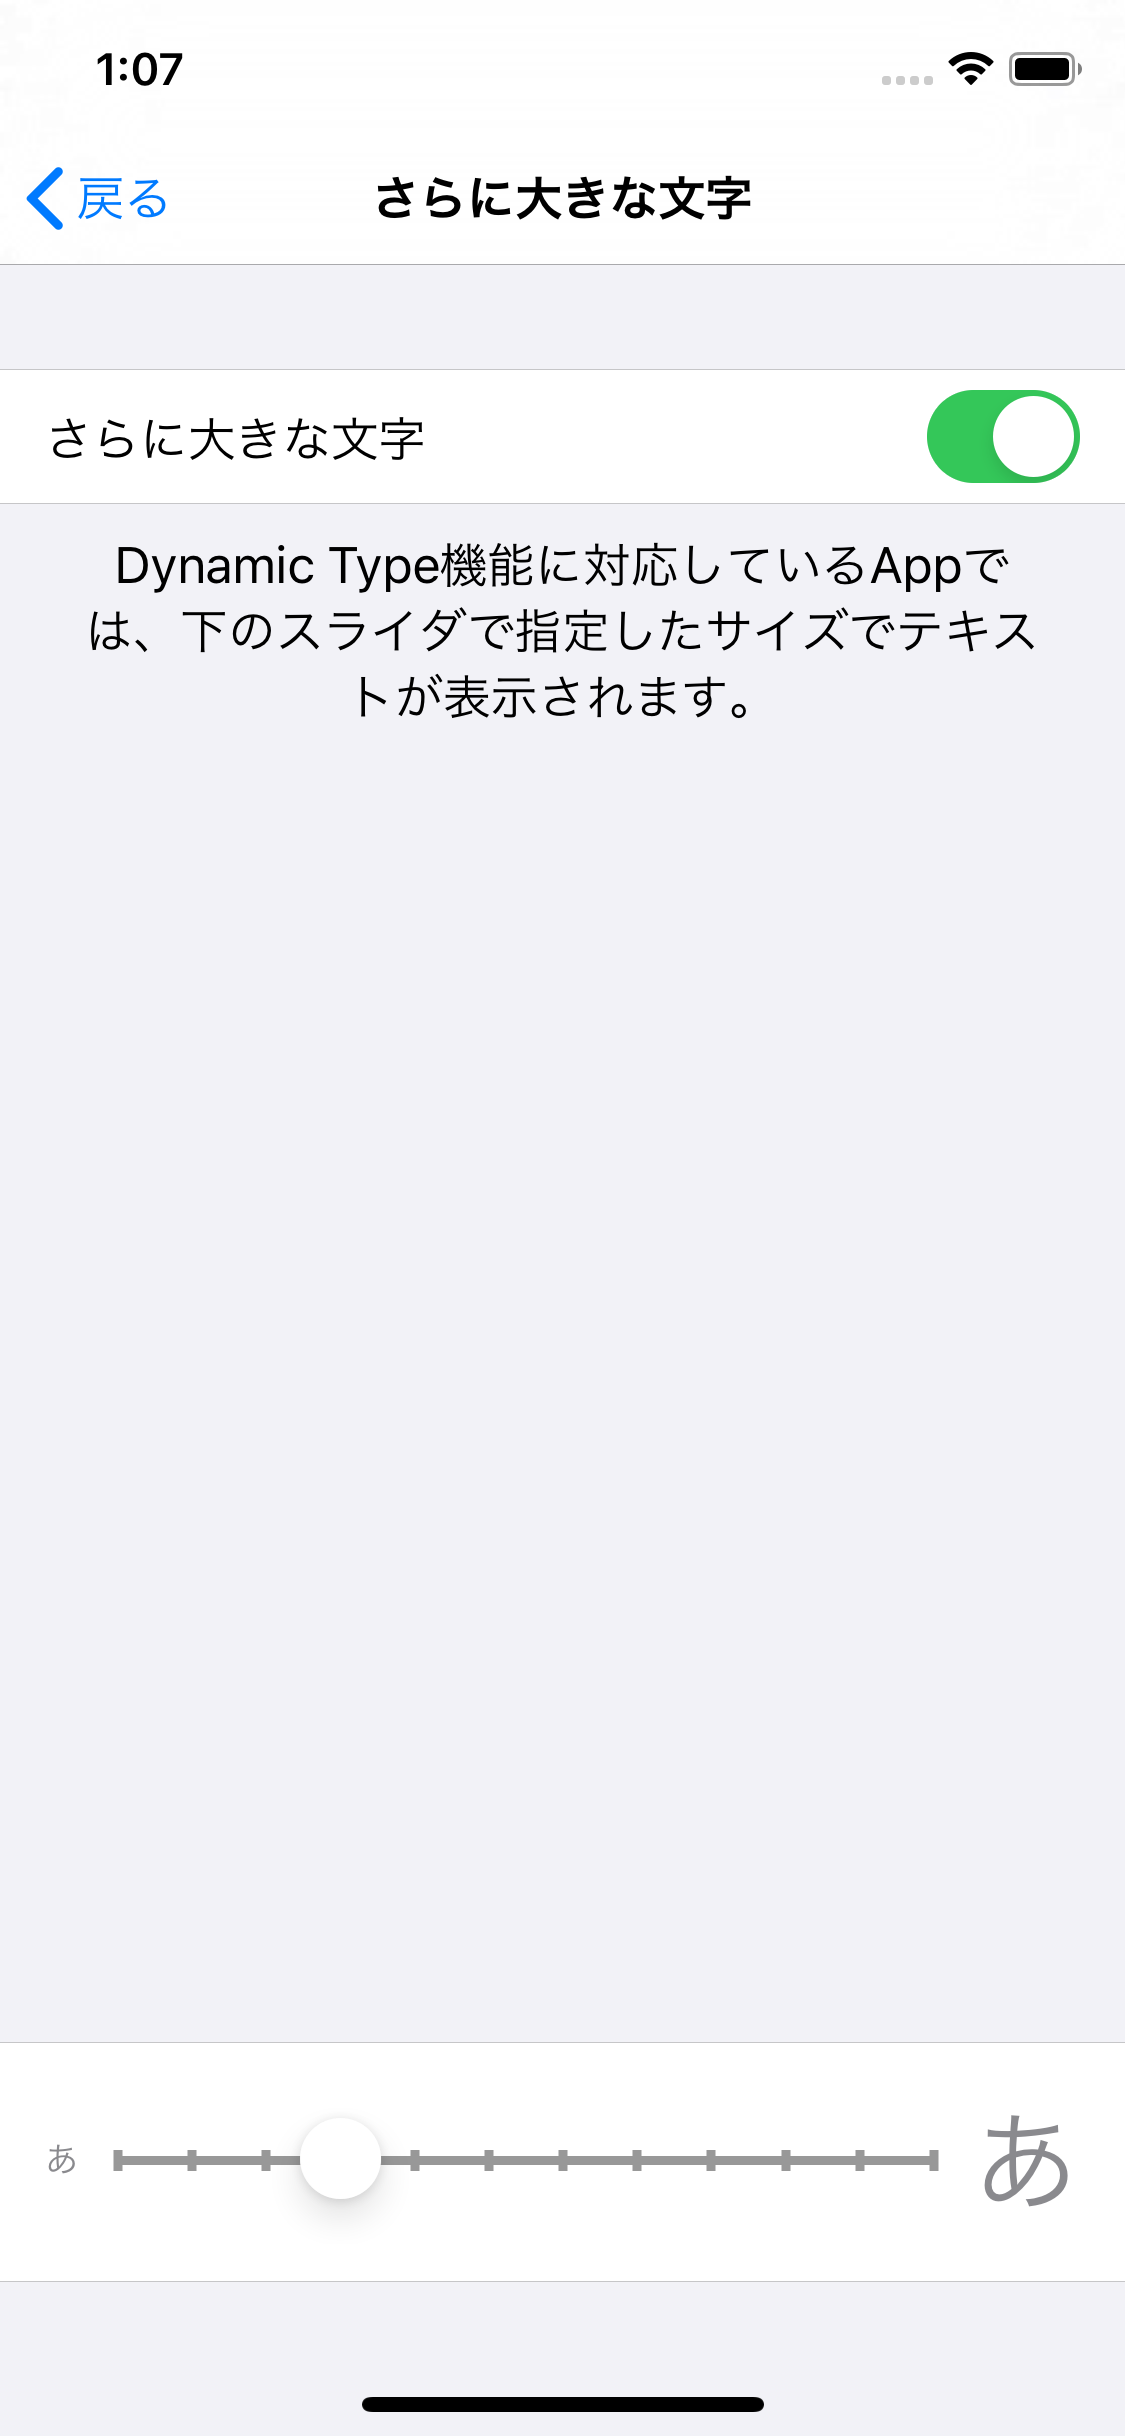 1:07
戻る
さらに大きな文字
さらに大きな文字
Dynamic Type機能に対応しているAppで
は、下のスライダで指定したサイズでテキス
トが表示されます。
あ
あ